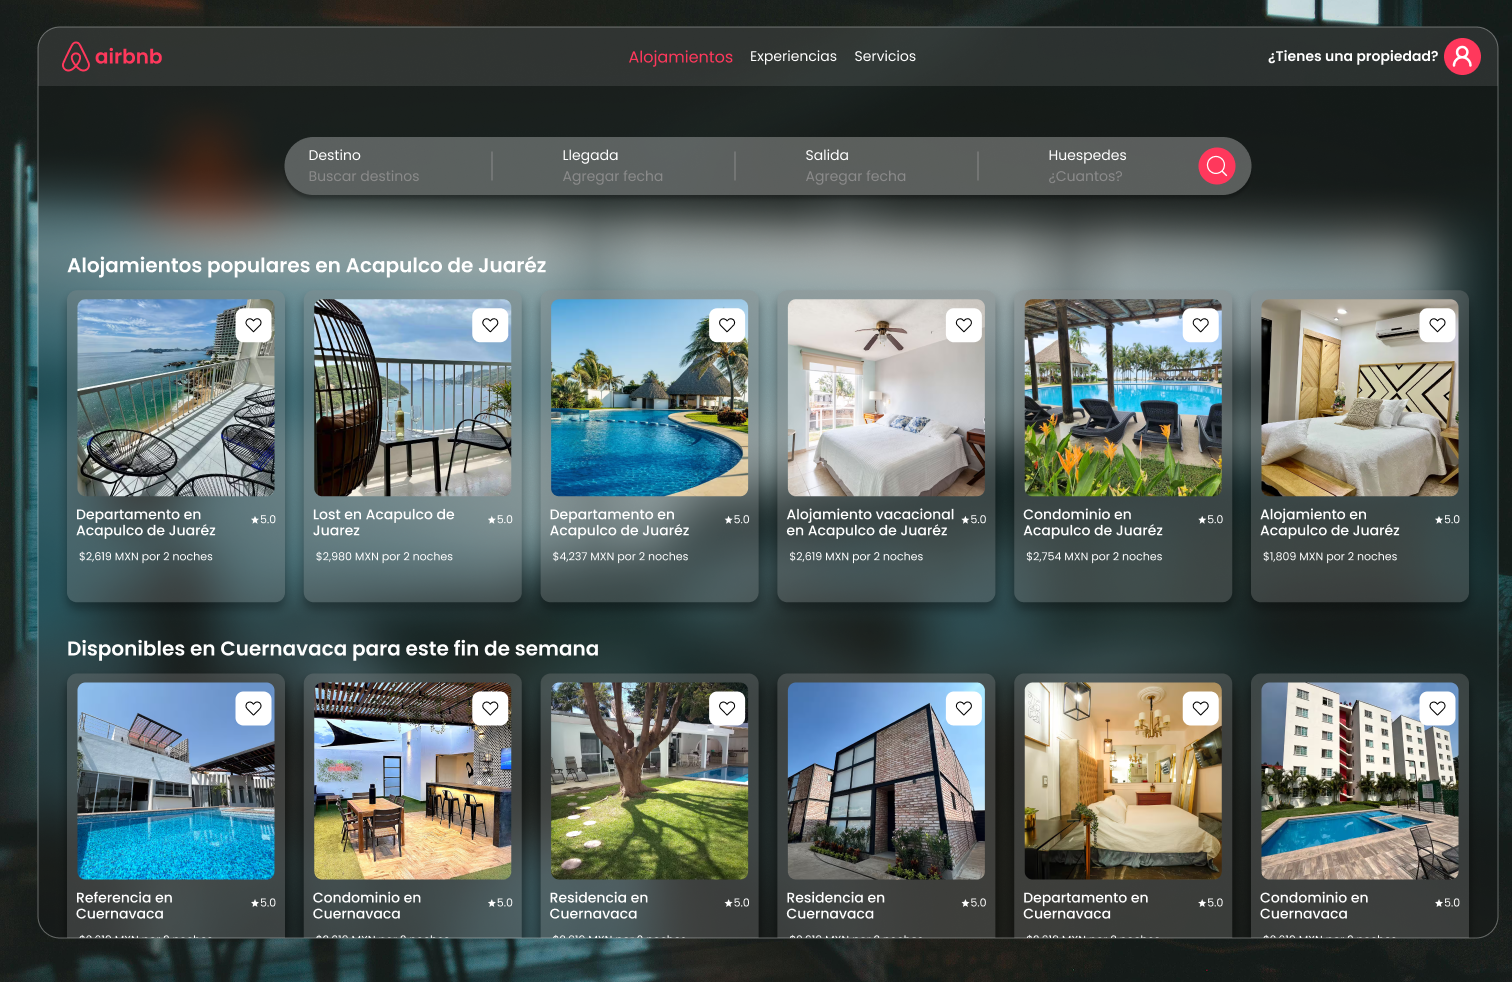 airbnb
Alojamientos Experiencias Servicios
¿Tienes una propiedad?
Destino Llegada Salida Huespedes
Buscar destinos Agregar fecha Agregar fecha ¿Cuantos?
Alojamientos populares en Acapulco de Juaréz
Departamento en
Acapulco de Juaréz
★5.0
$2,619 MXN por 2 noches
Lost en Acapulco de
Juarez
★5.0
$2,980 MXN por 2 noches
Departamento en
Acapulco de Juaréz
★5.0
$4,237 MXN por 2 noches
Alojamiento vacacional
en Acapulco de Juaréz
★5.0
$2,619 MXN por 2 noches
Condominio en
Acapulco de Juaréz
★5.0
$2,754 MXN por 2 noches
Alojamiento en
Acapulco de Juaréz
★5.0
$1,809 MXN por 2 noches
Disponibles en Cuernavaca para este fin de semana
Referencia en
Cuernavaca
★5.0
Condominio en
Cuernavaca
★5.0
Residencia en
Cuernavaca
★5.0
Residencia en
Cuernavaca
★5.0
Departamento en
Cuernavaca
★5.0
Condominio en
Cuernavaca
★5.0